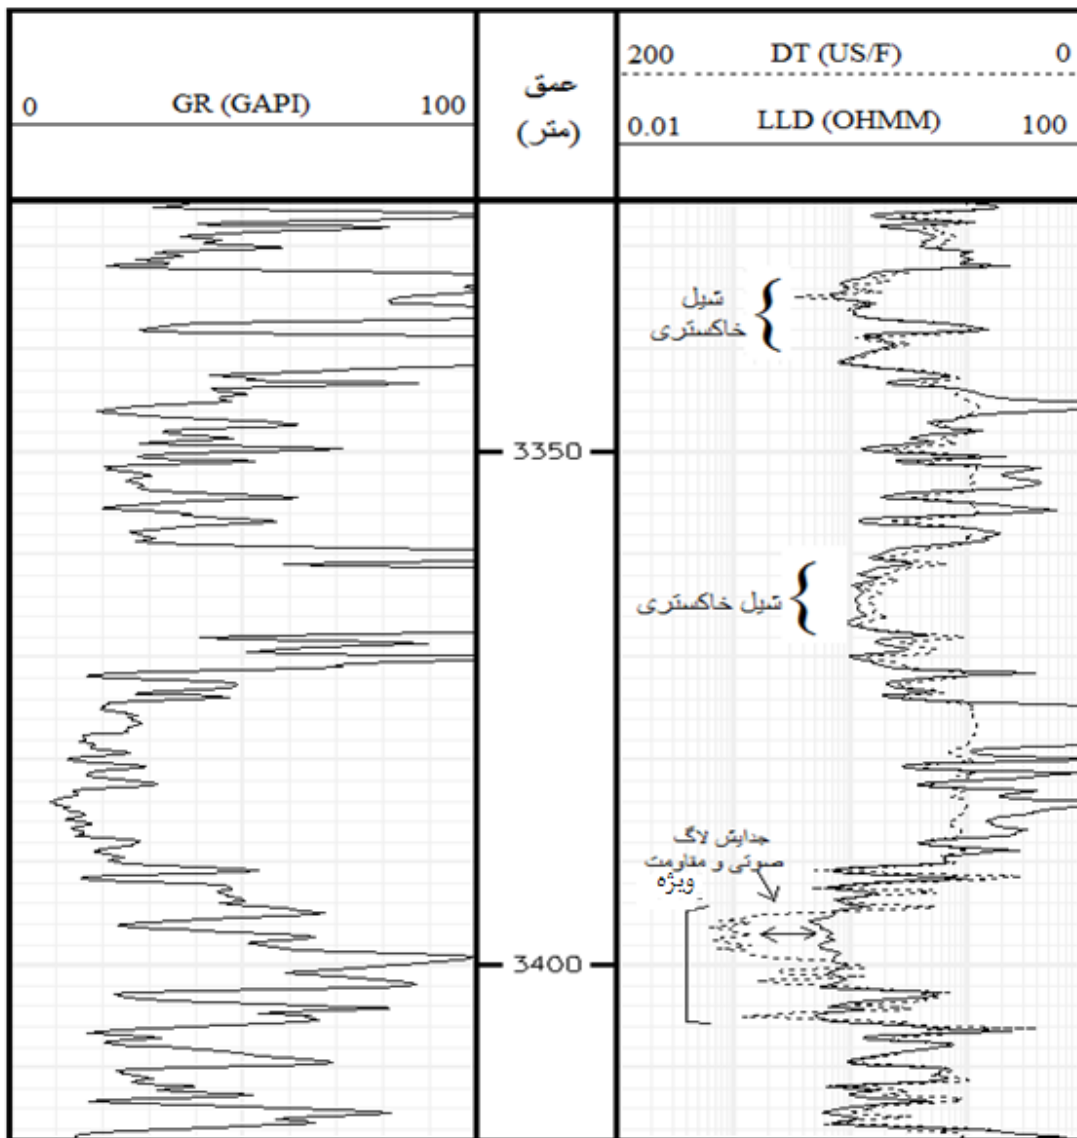 0 GR (GAPI) 100
عمق
(متر)
200 DT (US/F) 0
0.01 LLD (OHMM) 100
شیل
خاکستری
3350
شیل خاکستری
جدایش لاگ
صوتی و مقاومت
ویژه
3400